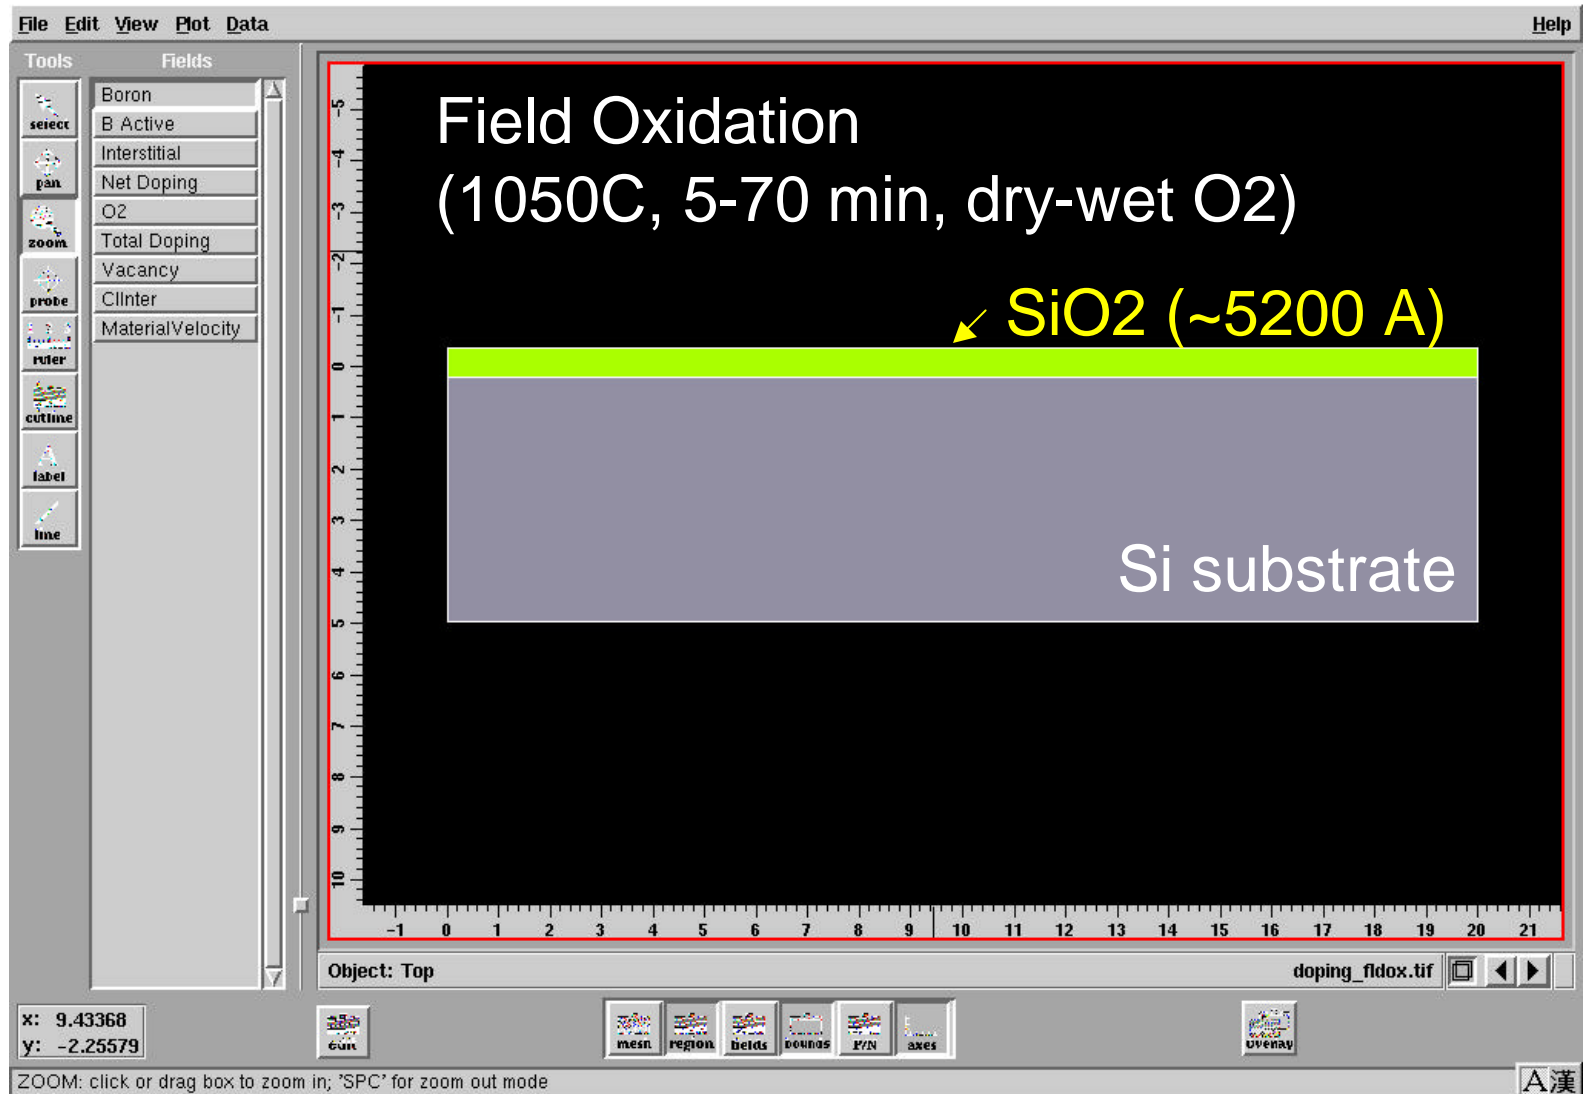 File Edit View Plot Data Help
Tools Fields
select
pan
zoom
probe
ruler
cutline
label
line
Boron
B Active
Interstitial
Net Doping
O2
Total Doping
Vacancy
CIInter
MaterialVelocity
Field Oxidation
(1050C, 5-70 min, dry-wet O2)
SiO2 (~5200 A)
Si substrate
-5
-4
-3
-2
-1
0
1
2
3
4
5
6
7
8
9
10
-1 0 1 2 3 4 5 6 7 8 9 10 11 12 13 14 15 16 17 18 19 20 21
Object: Top doping_fldox.tif
x: 9.43368
y: -2.25579
edit mesh region fields bounds P/N axes overlay
ZOOM: click or drag box to zoom in; 'SPC' for zoom out mode
A漢